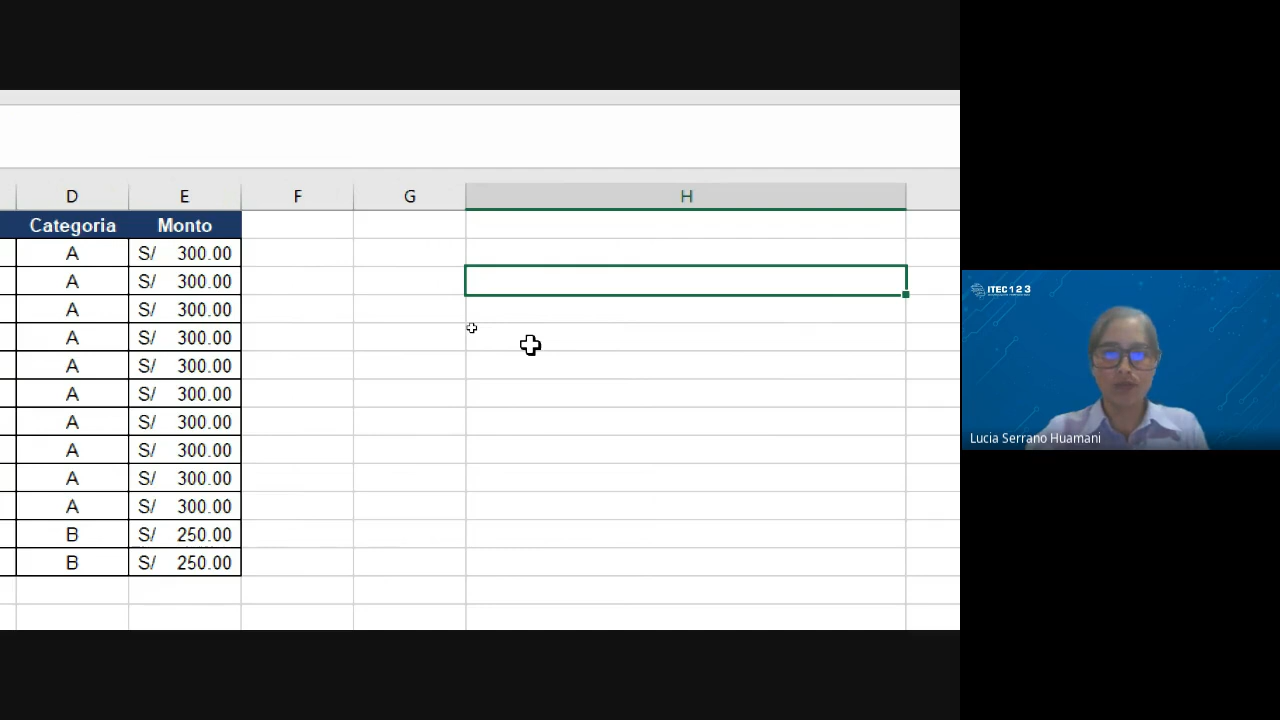 D E F G H
Categoria Monto
A S/ 300.00
A S/ 300.00
A S/ 300.00
A S/ 300.00
A S/ 300.00
A S/ 300.00
A S/ 300.00
A S/ 300.00
A S/ 300.00
A S/ 300.00
B S/ 250.00
B S/ 250.00
ITEC 1 2 3
Lucia Serrano Huamani